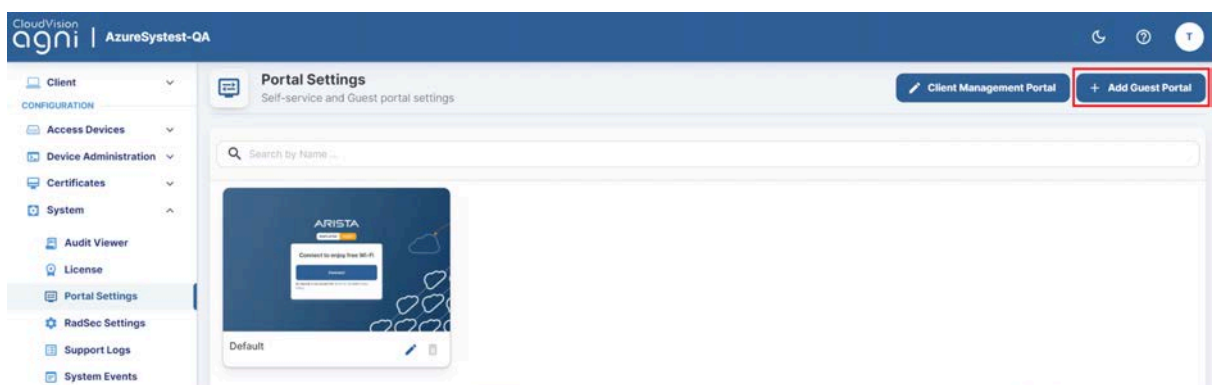 CloudVision
agni | AzureSystest-QA
T
Client
CONFIGURATION
Access Devices
Device Administration
Certificates
System
Audit Viewer
License
Portal Settings
RadSec Settings
Support Logs
System Events
Portal Settings
Self-service and Guest portal settings
Client Management Portal
+ Add Guest Portal
Search by Name ...
ARISTA
Connect to enjoy free Wi-Fi
Connect
Default